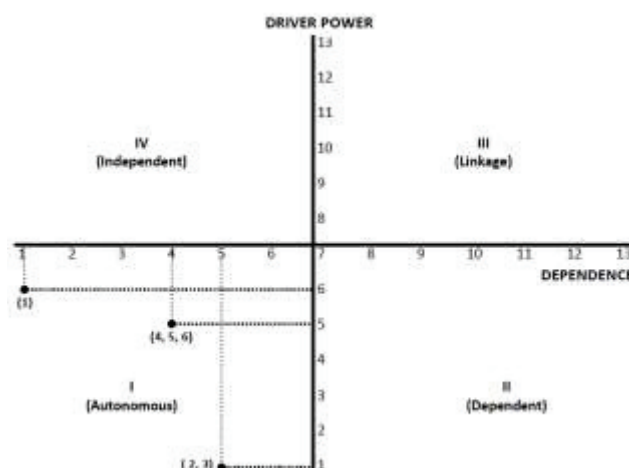 DRIVER POWER
13
12
11
10
9
8
IV
(Independent)
III
(Linkage)
1 2 3 4 5 6 7 8 9 10 11 12 13
DEPENDENCE
6
5
4
3
2
1
(1)
(4, 5, 6)
I
(Autonomous)
II
(Dependent)
( 2, 3)